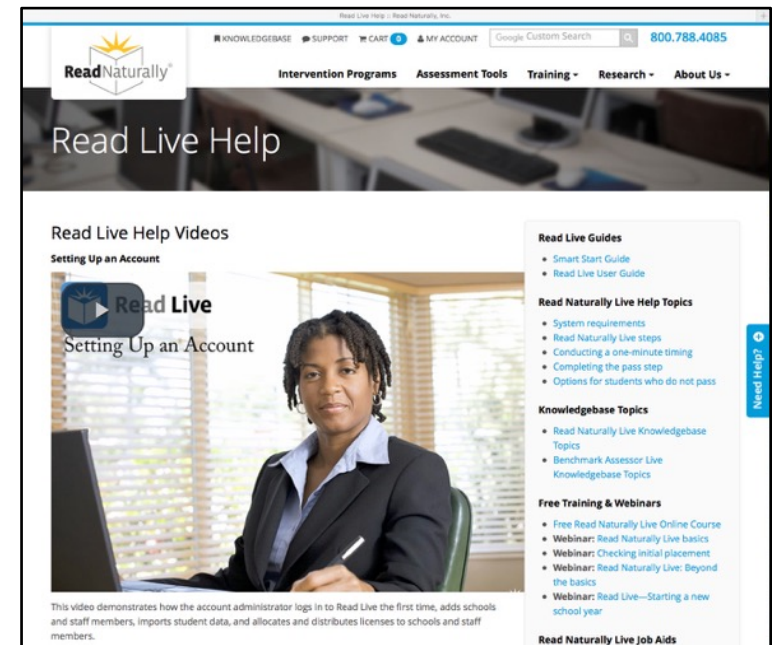 Read Live Help :: Read Naturally, Inc.
KNOWLEDGEBASE SUPPORT CART 0 MY ACCOUNT Google Custom Search 800.788.4085
ReadNaturally®
Intervention Programs Assessment Tools Training Research About Us
Read Live Help
Read Live Help Videos
Setting Up an Account
Read Live
Setting Up an Account
This video demonstrates how the account administrator logs in to Read Live the first time, adds schools
and staff members, imports student data, and allocates and distributes licenses to schools and staff
members.
Read Live Guides
Smart Start Guide
Read Live User Guide
Read Naturally Live Help Topics
System requirements
Read Naturally Live steps
Conducting a one-minute timing
Completing the pass step
Options for students who do not pass
Knowledgebase Topics
Read Naturally Live Knowledgebase
Topics
Benchmark Assessor Live
Knowledgebase Topics
Free Training & Webinars
Free Read Naturally Live Online Course
Webinar: Read Naturally Live basics
Webinar: Checking initial placement
Webinar: Read Naturally Live: Beyond
the basics
Webinar: Read Live—Starting a new
school year
Read Naturally Live Job Aids
Need Help?